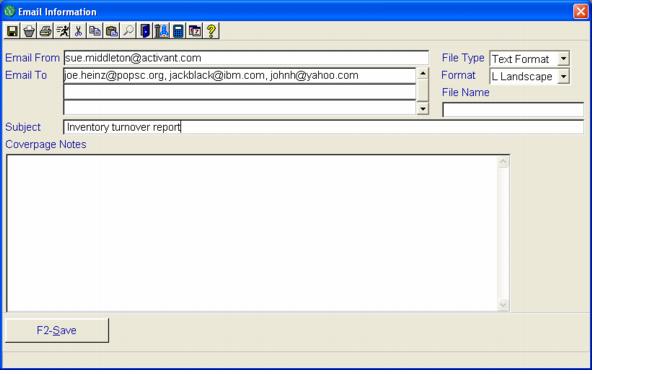 Email Information
Email From sue.middleton@activant.com File Type Text Format
Email To joe.heinz@popsc.org, jackblack@ibm.com, johnh@yahoo.com Format L Landscape
File Name
Subject Inventory turnover report
Coverpage Notes
F2-Save